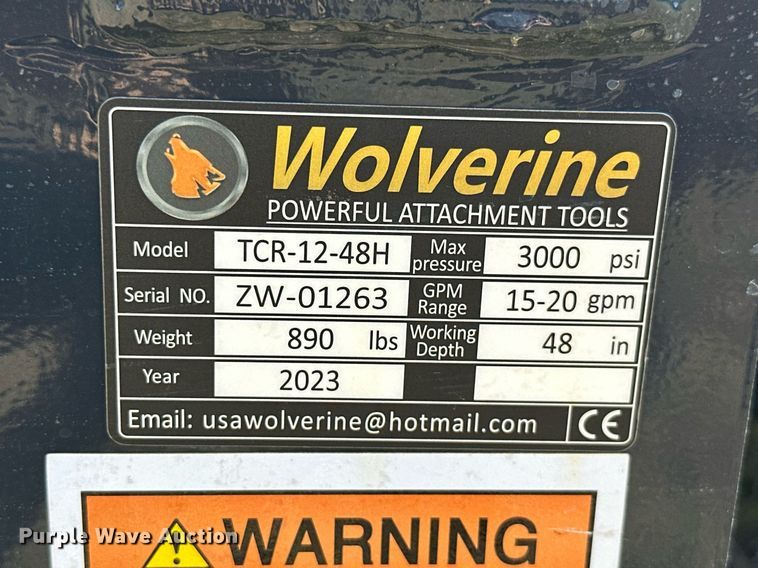 Wolverine
POWERFUL ATTACHMENT TOOLS
Model TCR-12-48H Max pressure 3000 psi
Serial NO. ZW-01263 GPM Range 15-20 gpm
Weight 890 lbs Working Depth 48 in
Year 2023
Email: usawolverine@hotmail.com CE
WARNING
Purple Wave Auction